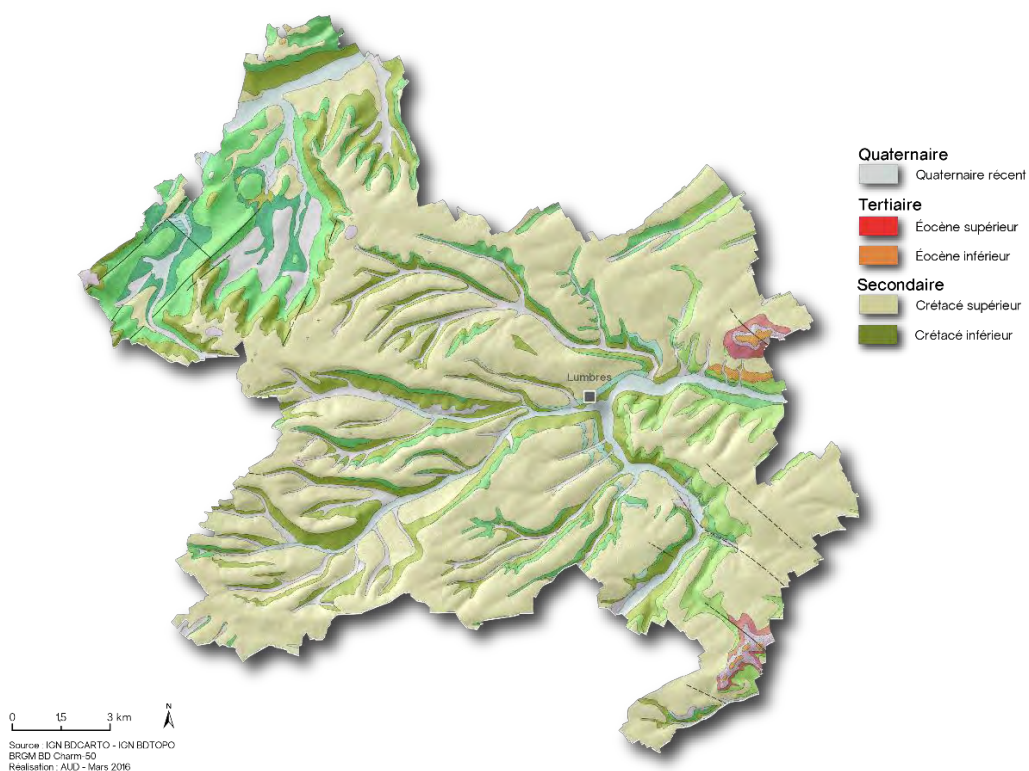 Quaternaire
Quaternaire récent
Tertiaire
Éocène supérieur
Éocène inférieur
Secondaire
Crétacé supérieur
Crétacé inférieur
Lumbres
0 1,5 3 km
N
Source : IGN BDCARTO - IGN BDTOPO
BRGM BD Charm-50
Réalisation : AUD - Mars 2016